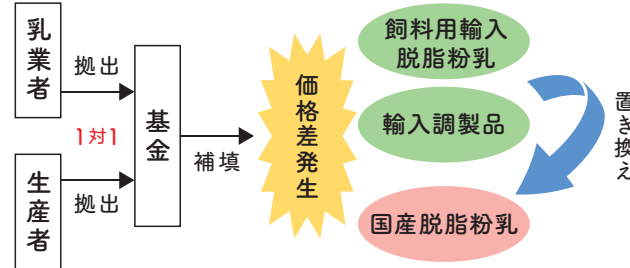 乳業者
拠出
1対1
生産者
拠出
基金
補填
価格差発生
飼料用輸入
脱脂粉乳
輸入調製品
国産脱脂粉乳
置き換え